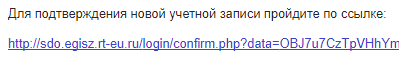 Для подтверждения новой учетной записи пройдите по ссылке:
http://sdo.egisz.rt-eu.ru/login/confirm.php?data=OBJ7u7CzTpVHhYm